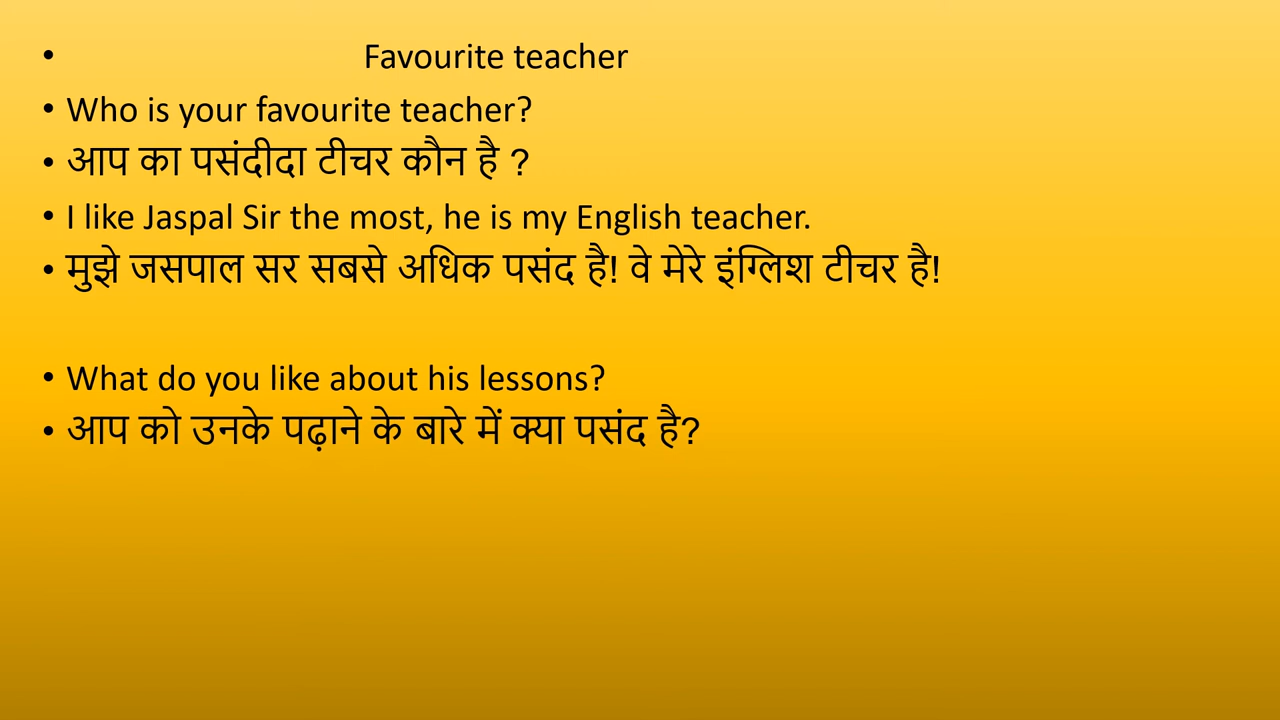 • Favourite teacher
• Who is your favourite teacher?
• आप का पसंदीदा टीचर कौन है ?
• I like Jaspal Sir the most, he is my English teacher.
• मुझे जसपाल सर सबसे अधिक पसंद है! वे मेरे इंग्लिश टीचर है!
• What do you like about his lessons?
• आप को उनके पढ़ाने के बारे में क्या पसंद है?